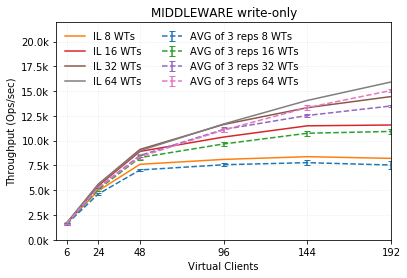 MIDDLEWARE write-only
IL 8 WTs
IL 16 WTs
IL 32 WTs
IL 64 WTs
AVG of 3 reps 8 WTs
AVG of 3 reps 16 WTs
AVG of 3 reps 32 WTs
AVG of 3 reps 64 WTs
Throughput (Ops/sec)
20.0k
17.5k
15.0k
12.5k
10.0k
7.5k
5.0k
2.5k
0.0k
6 24 48 96 144 192
Virtual Clients